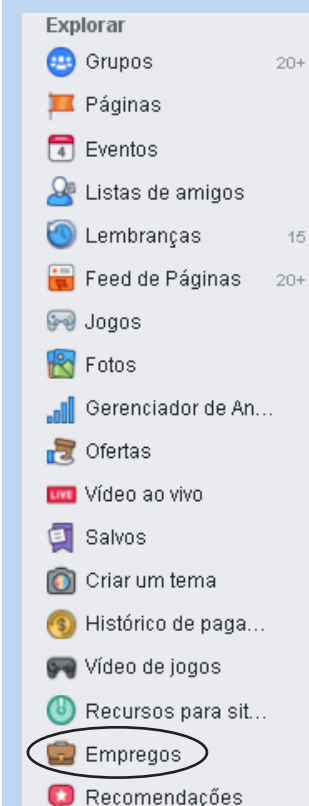 Explorar
Grupos 20+
Páginas
4 Eventos
Listas de amigos
Lembranças 15
Feed de Páginas 20+
Jogos
Fotos
Gerenciador de An...
Ofertas
LIVE Vídeo ao vivo
Salvos
Criar um tema
$ Histórico de paga...
Vídeo de jogos
Recursos para sit...
Empregos
Recomendações